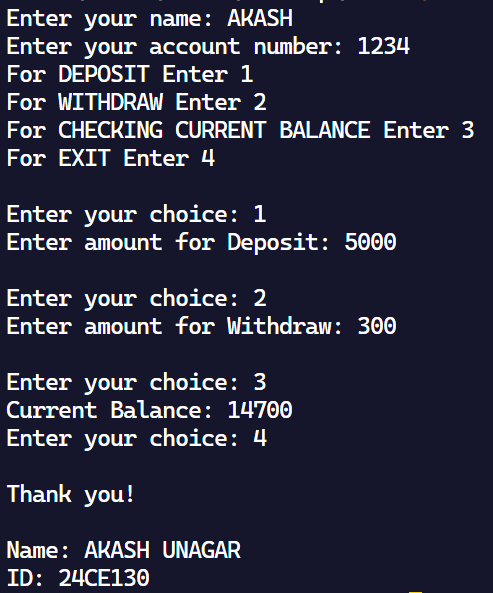 Enter your name: AKASH
Enter your account number: 1234
For DEPOSIT Enter 1
For WITHDRAW Enter 2
For CHECKING CURRENT BALANCE Enter 3
For EXIT Enter 4
Enter your choice: 1
Enter amount for Deposit: 5000
Enter your choice: 2
Enter amount for Withdraw: 300
Enter your choice: 3
Current Balance: 14700
Enter your choice: 4
Thank you!
Name: AKASH UNAGAR
ID: 24CE130